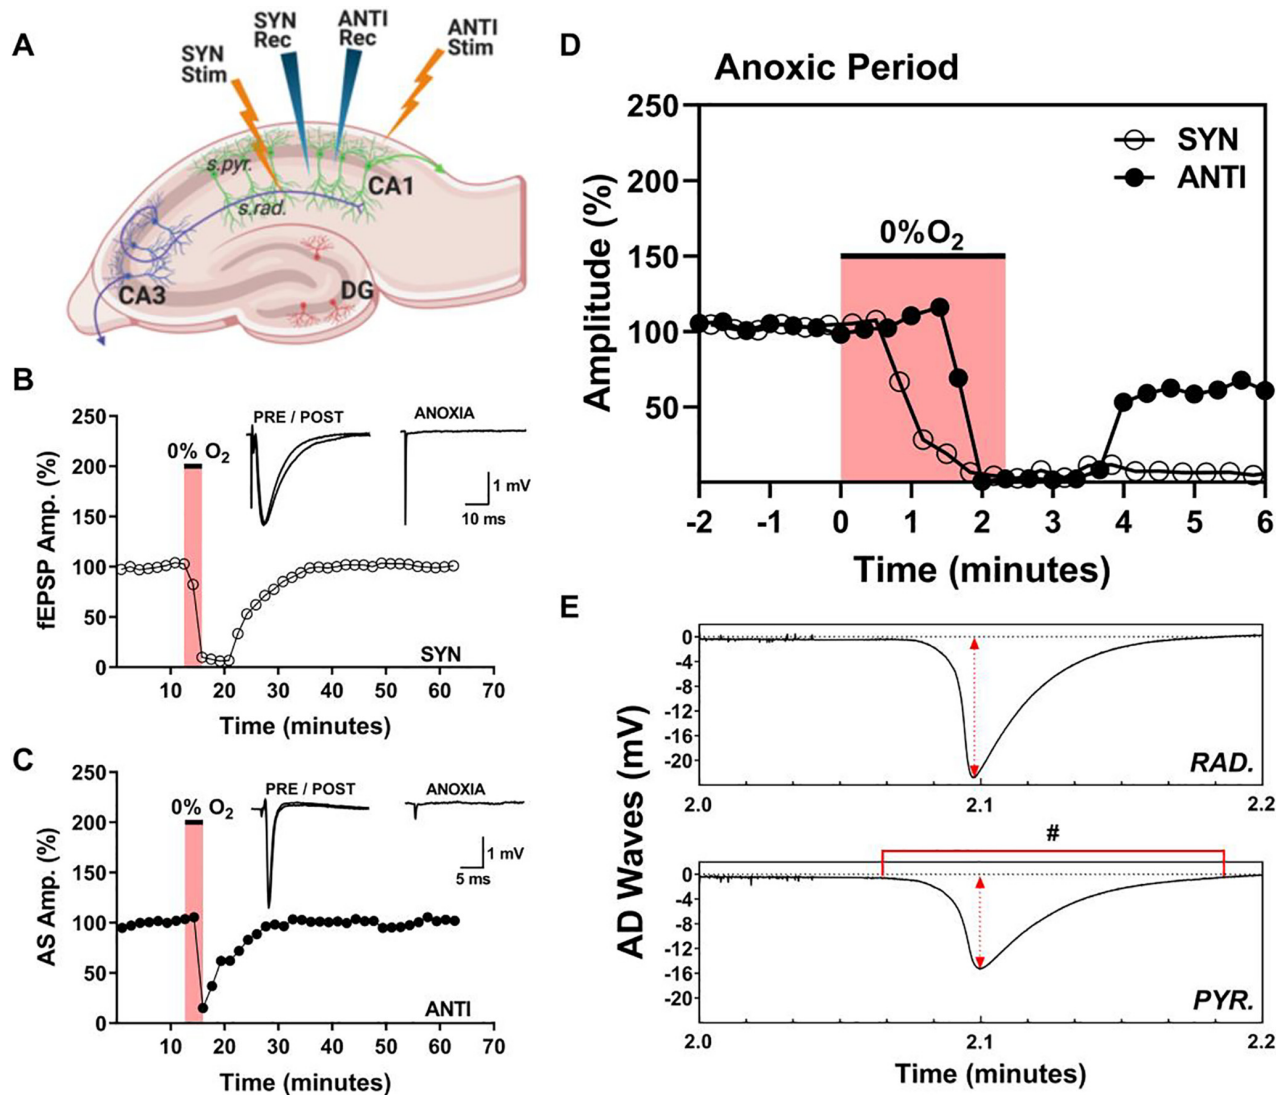 A
SYN
Stim
SYN
Rec
ANTI
Rec
ANTI
Stim
s.pyr.
CA1
s.rad.
CA3
DG
B
250
200
150
100
50
0
fEPSP Amp. (%)
0% O2
PRE / POST
ANOXIA
1 mV
10 ms
SYN
10 20 30 40 50 60 70
Time (minutes)
C
250
200
150
100
50
0
AS Amp. (%)
0% O2
PRE / POST
ANOXIA
1 mV
5 ms
ANTI
10 20 30 40 50 60 70
Time (minutes)
D
Anoxic Period
250
200
150
100
50
Amplitude (%)
SYN
ANTI
0%O2
-2 -1 0 1 2 3 4 5 6
Time (minutes)
E
AD Waves (mV)
0
-4
-8
-12
-16
-20
RAD.
2.0 2.1 2.2
#
0
-4
-8
-12
-16
-20
PYR.
2.0 2.1 2.2
Time (minutes)